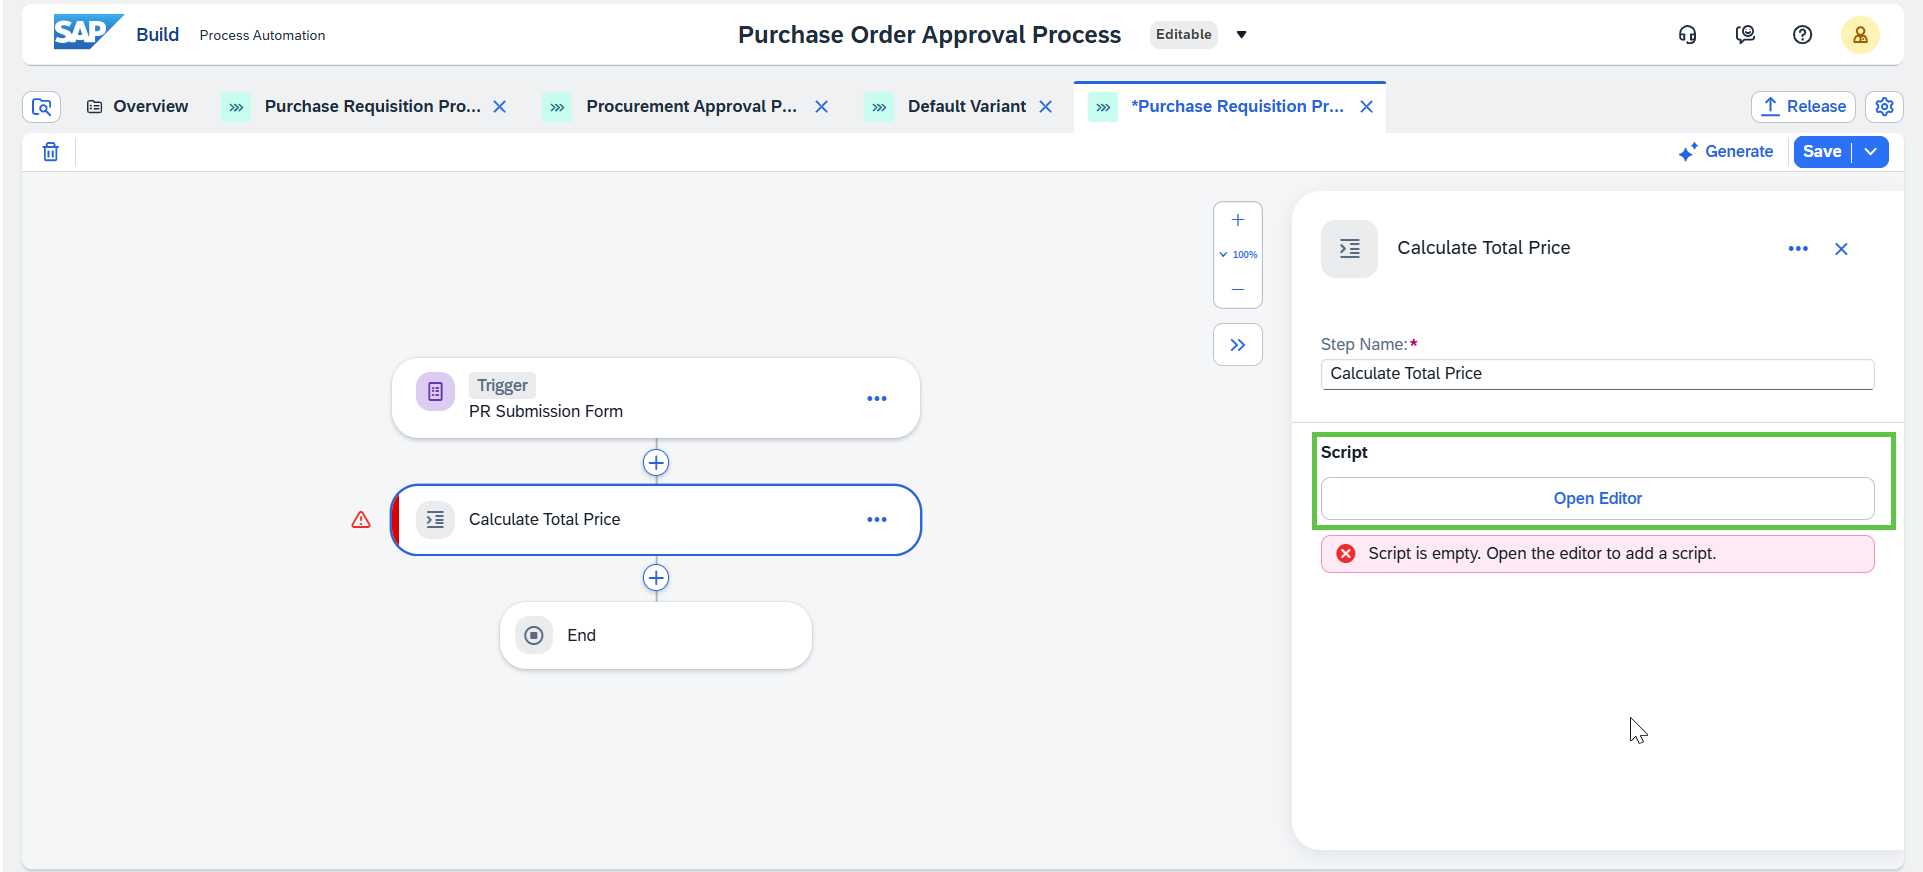 SAP Build Process Automation
Purchase Order Approval Process Editable
Overview Purchase Requisition Pro... Procurement Approval P... Default Variant *Purchase Requisition Pr... Release
Generate Save
100%
Trigger
PR Submission Form
Calculate Total Price
End
Calculate Total Price
Step Name:*
Calculate Total Price
Script
Open Editor
Script is empty. Open the editor to add a script.